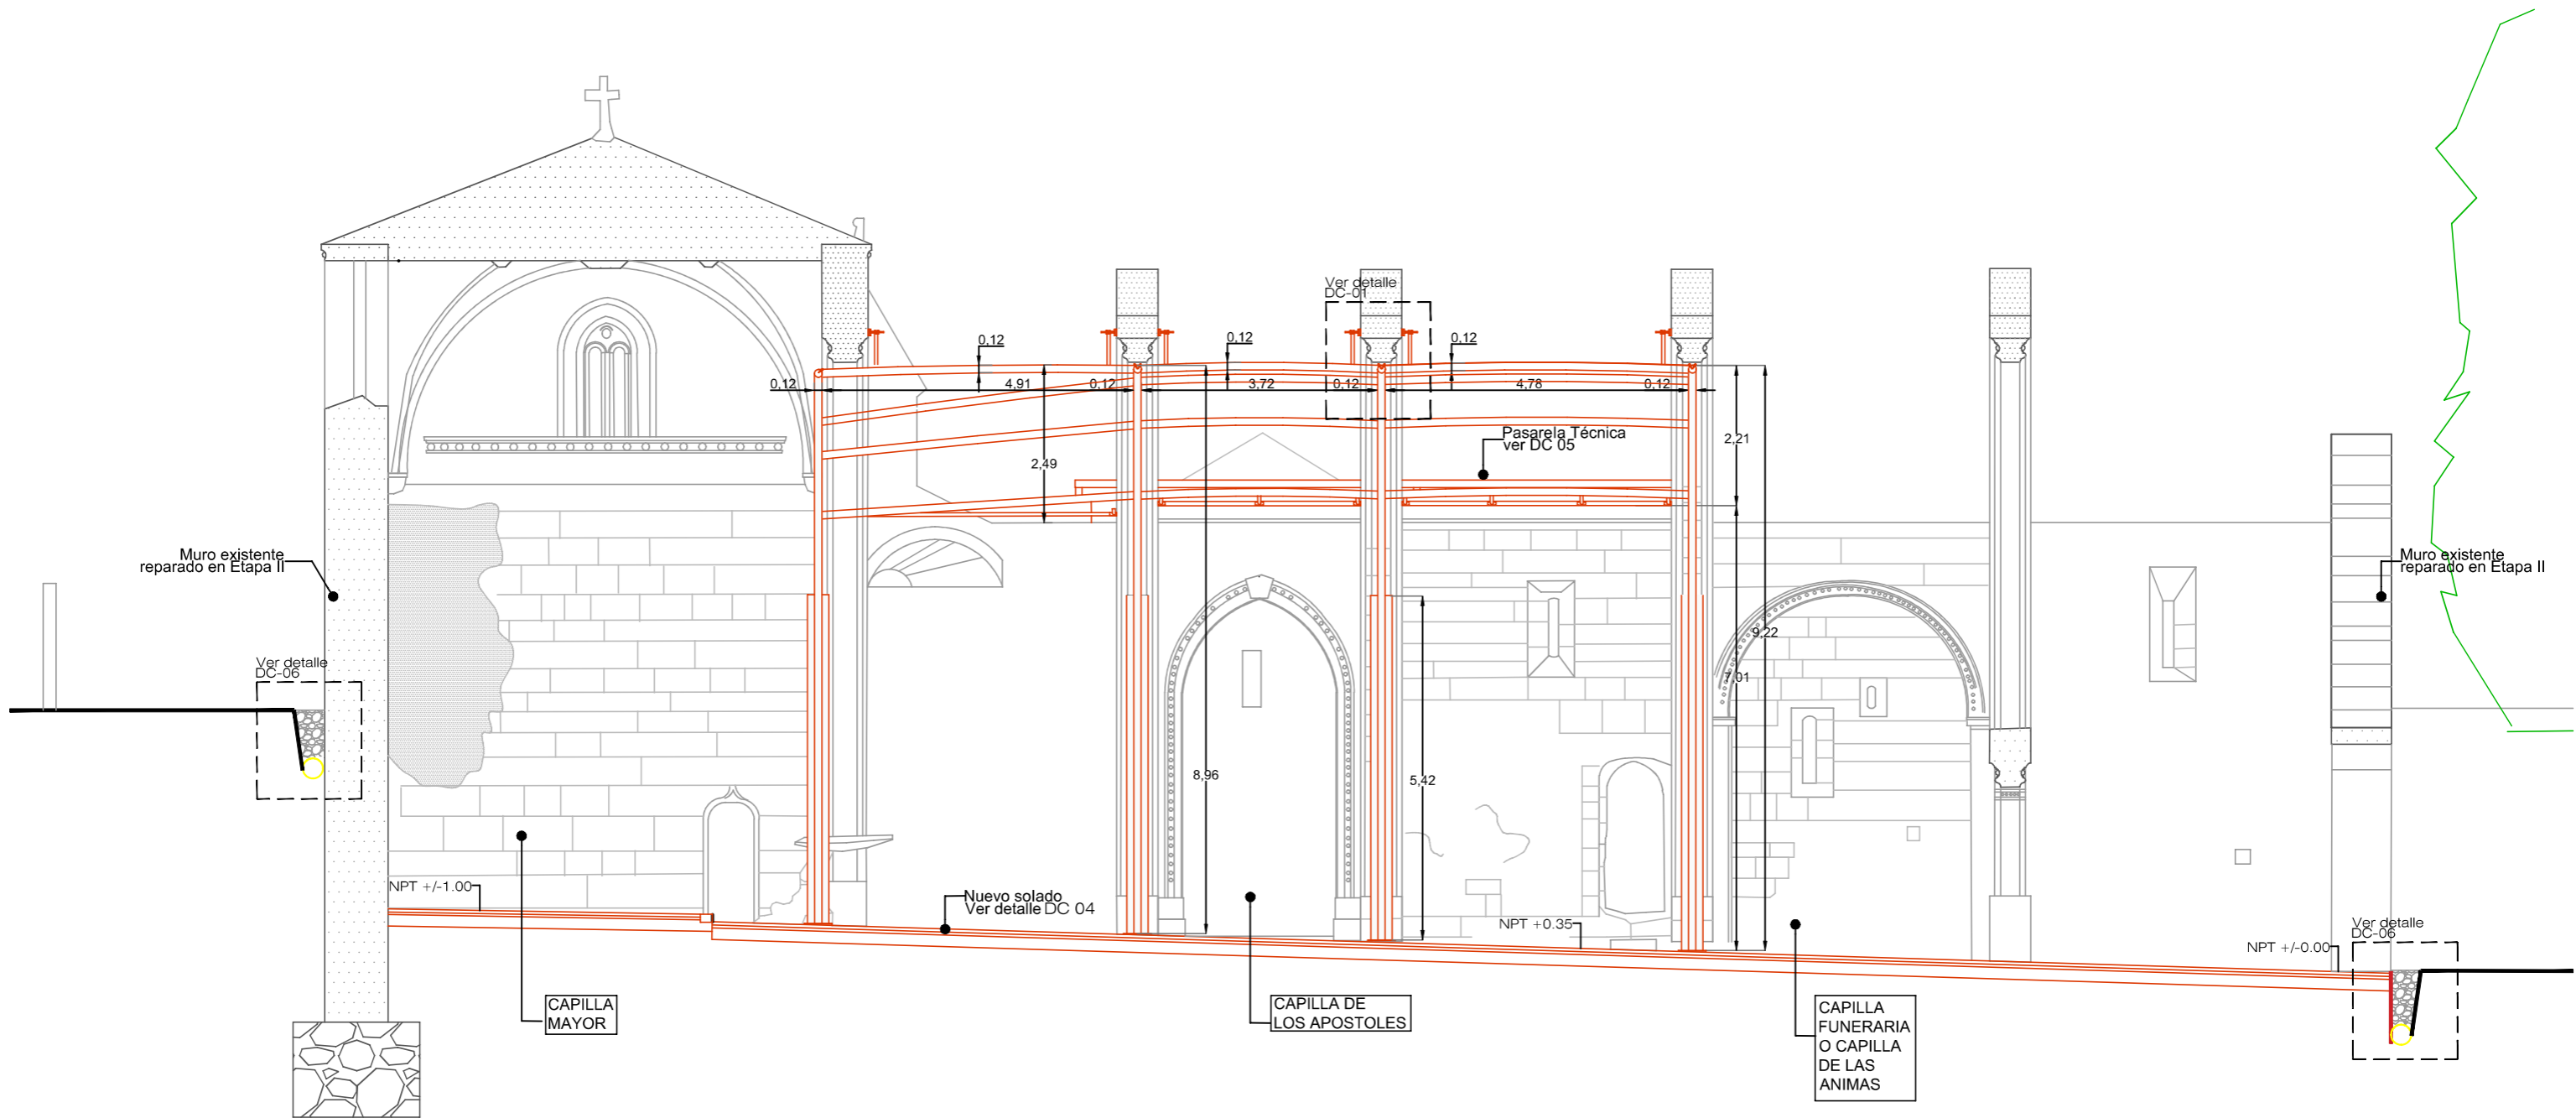 Ver detalle
DC-01
0,12
0,12
0,12
0,12
4,91
0,12
3,72
0,12
4,78
0,12
2,49
Pasarela Técnica
ver DC 05
2,21
Muro existente
reparado en Etapa II
Muro existente
reparado en Etapa II
9,22
Ver detalle
DC-06
7,01
8,96
5,42
NPT +/-1.00
Nuevo solado
Ver detalle DC 04
NPT +0.35
Ver detalle
DC-06
NPT +/-0.00
CAPILLA
MAYOR
CAPILLA DE
LOS APOSTOLES
CAPILLA
FUNERARIA
O CAPILLA
DE LAS
ANIMAS